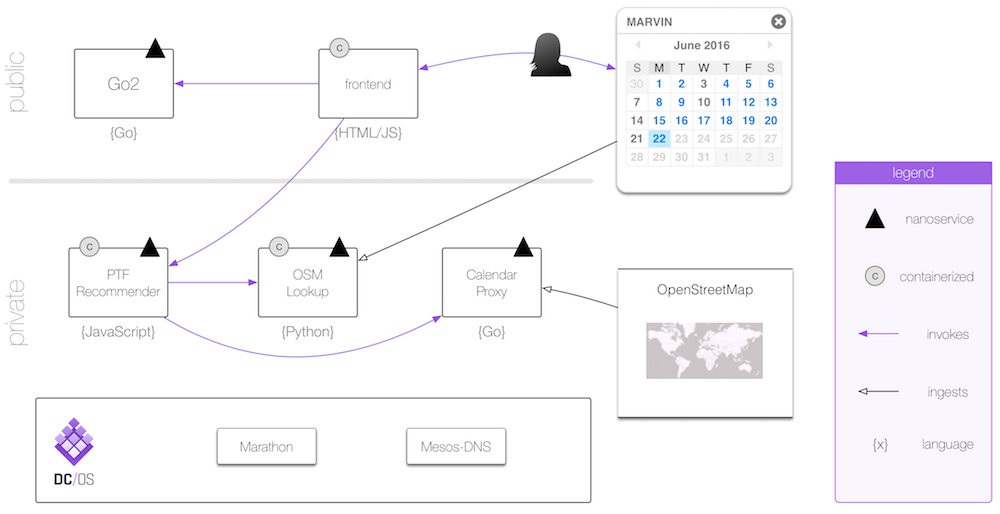 public
Go2
{Go}
C
frontend
{HTML/JS}
MARVIN
June 2016
S M T W T F S
30 1 2 3 4 5 6
7 8 9 10 11 12 13
14 15 16 17 18 19 20
21 22 23 24 25 26 27
28 29 30 31 1 2 3
private
C
PTF
Recommender
{JavaScript}
C
OSM
Lookup
{Python}
Calendar
Proxy
{Go}
OpenStreetMap
legend
nanoservice
C
containerized
invokes
ingests
{x}
language
DC/OS
Marathon
Mesos-DNS